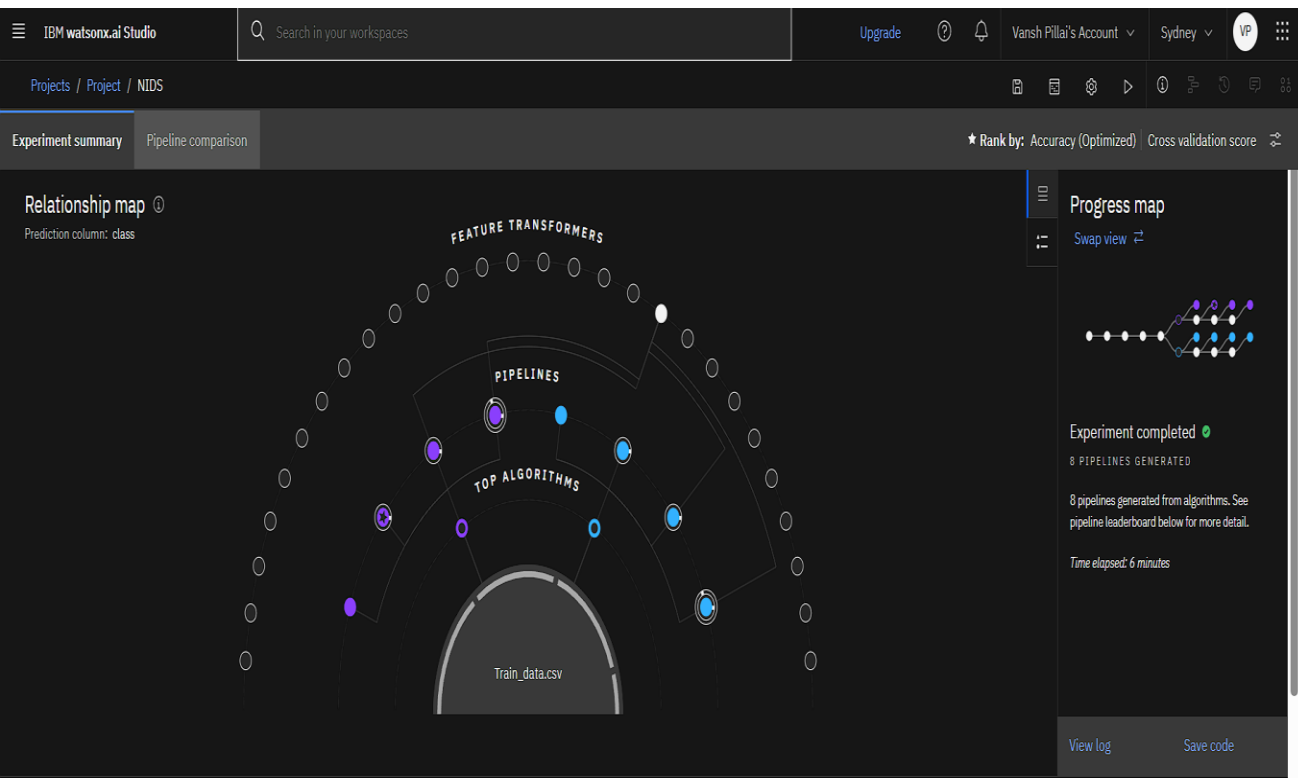 IBM watsonx.ai Studio
Search in your workspaces
Upgrade
Vansh Pillai's Account
Sydney
VP
Projects / Project / NIDS
Experiment summary
Pipeline comparison
Rank by: Accuracy (Optimized)
Cross validation score
Relationship map
Prediction column: class
FEATURE TRANSFORMERS
PIPELINES
TOP ALGORITHMS
Train_data.csv
Progress map
Swap view
Experiment completed
8 PIPELINES GENERATED
8 pipelines generated from algorithms. See
pipeline leaderboard below for more detail.
Time elapsed: 6 minutes
View log
Save code